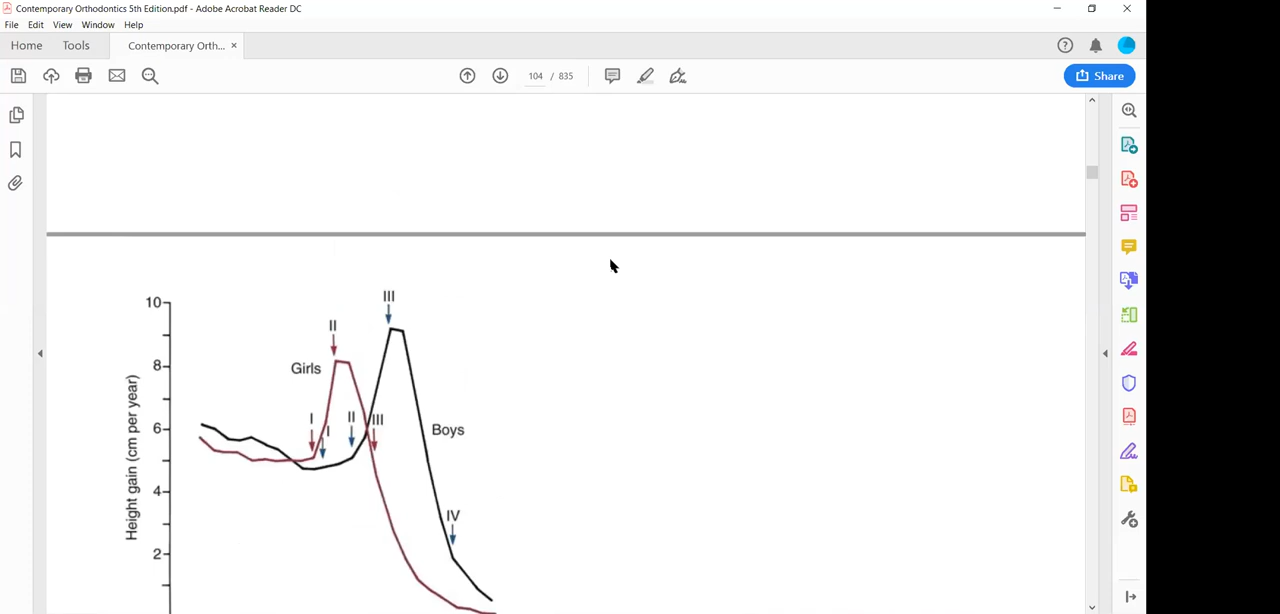 Contemporary Orthodontics 5th Edition.pdf - Adobe Acrobat Reader DC
File Edit View Window Help
Home Tools Contemporary Orth... ×
104 / 835
Share
10
III
II
8
Girls
Height gain (cm per year)
6
I
I
II
III
Boys
4
IV
2